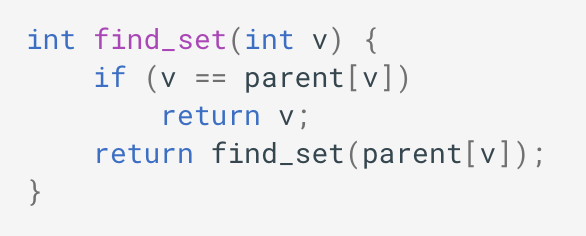 int find_set(int v) {
    if (v == parent[v])
        return v;
    return find_set(parent[v]);
}